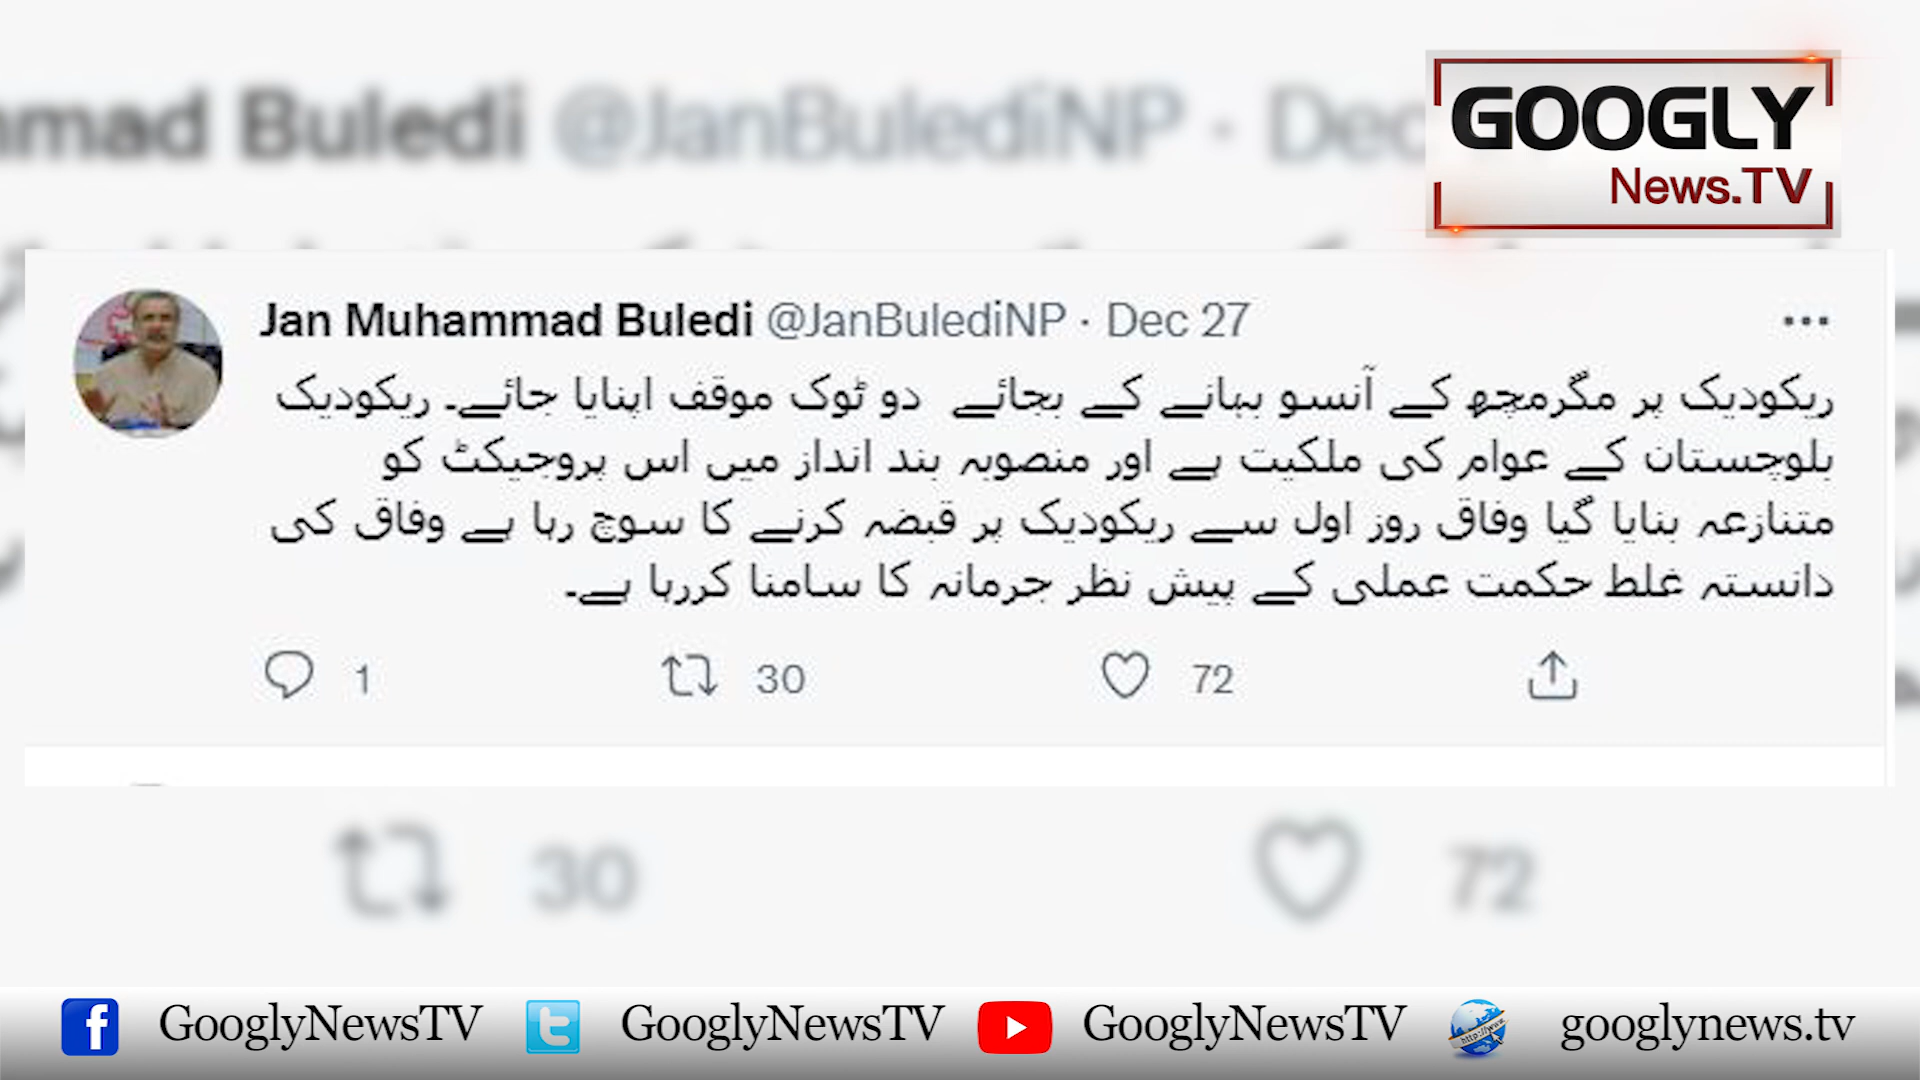 mmad Buledi @JanBulediNP · Dec
GOOGLY
News.TV
Jan Muhammad Buledi @JanBulediNP · Dec 27
ریکودیک پر مگرمچھ کے آنسو بہانے کے بجائے دو ٹوک موقف اپنایا جائے۔ ریکودیک
بلوچستان کے عوام کی ملکیت ہے اور منصوبہ بند انداز میں اس پروجیکٹ کو
متنازعہ بنایا گیا وفاق روز اول سے ریکودیک پر قبضہ کرنے کا سوچ رہا ہے وفاق کی
دانستہ غلط حکمت عملی کے پیش نظر جرمانہ کا سامنا کررہا ہے۔
1 30 72
30 72
GooglyNewsTV GooglyNewsTV GooglyNewsTV googlynews.tv